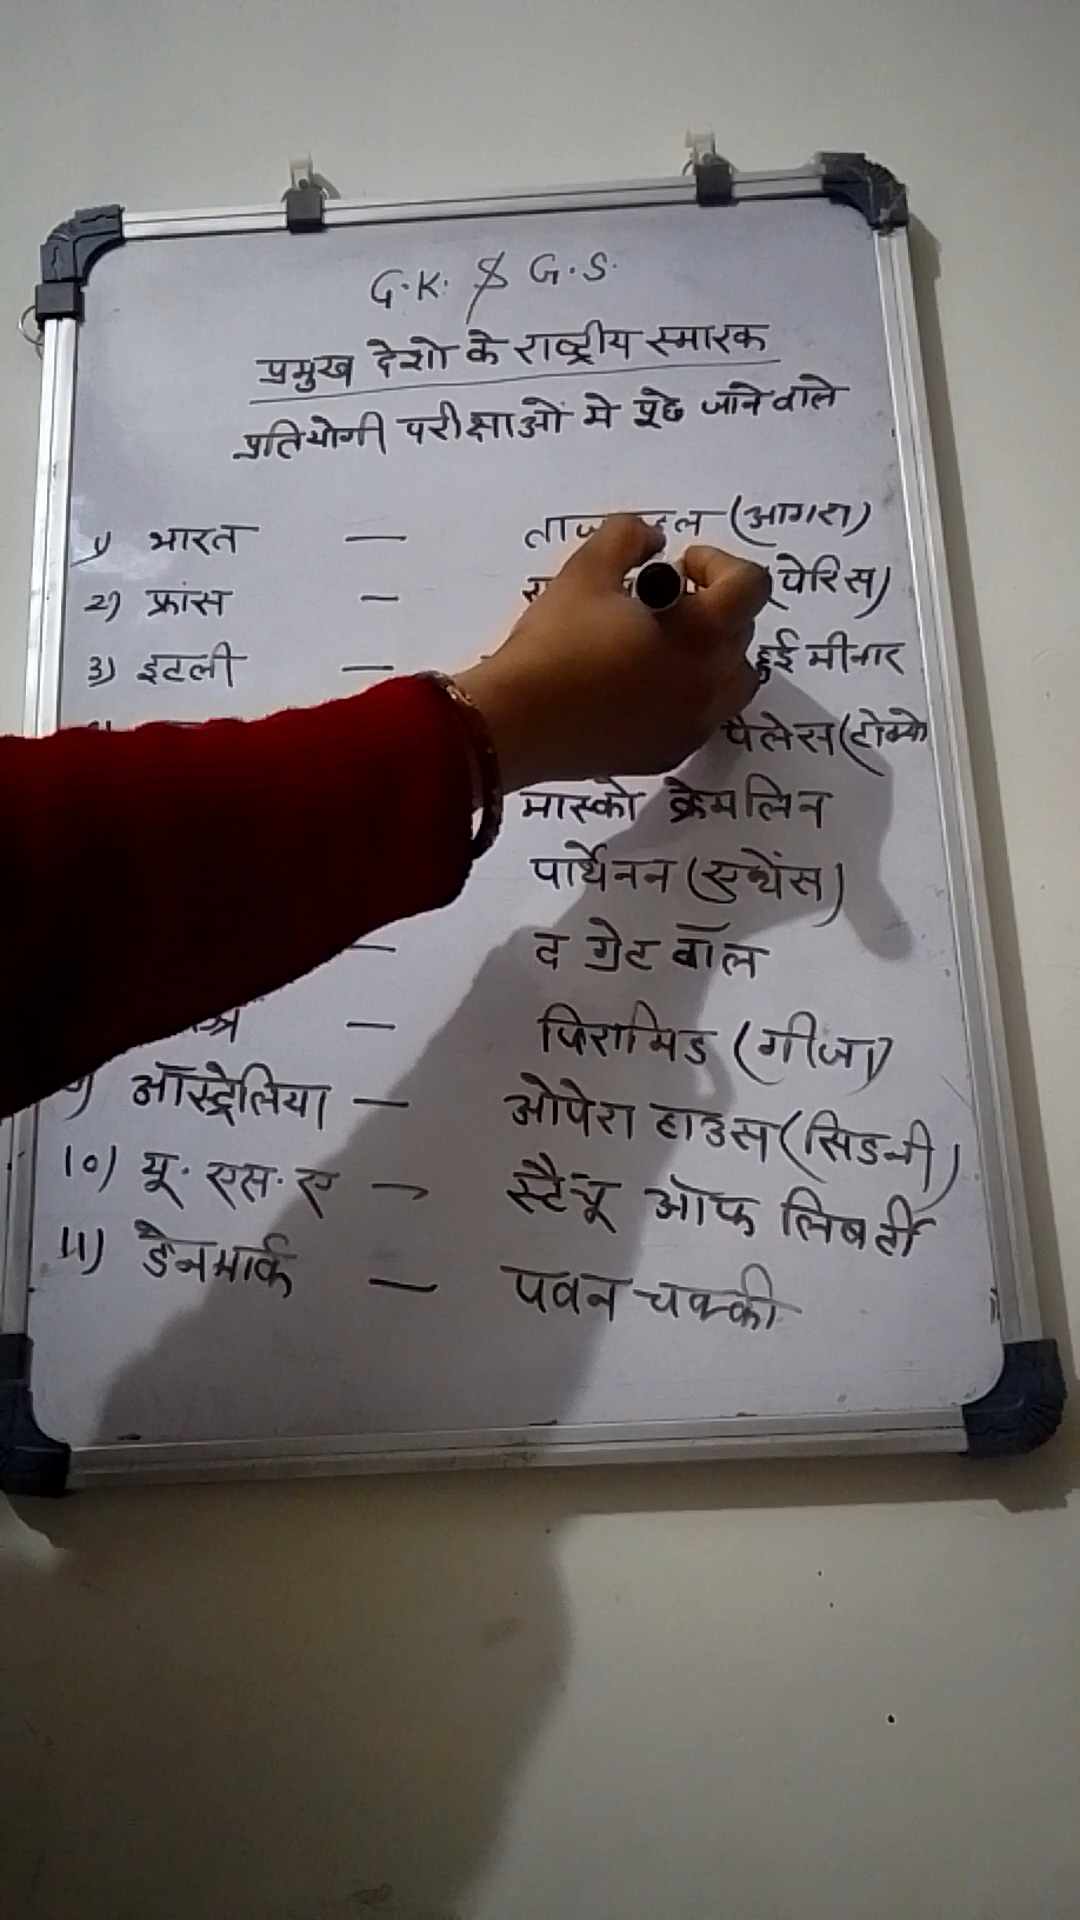 G.K. $ G.S.
प्रमुख देशो के राष्ट्रीय स्मारक
प्रतियोगी परीक्षाओं मे पूछे जाने वाले
1) भारत — (आगरा)
2) फ्रांस — (पेरिस)
3) इटली — हुई मीनार
पैलेस (टोक्यो
मास्को क्रेमलिन
पार्थेनन (एथेंस)
— द ग्रेट वॉल
— पिरामिड (गीजा)
9) ऑस्ट्रेलिया — ओपेरा हाउस (सिडनी)
10) यू. एस. ए — स्टैच्यू ऑफ लिबर्टी
11) डेनमार्क — पवन चक्की